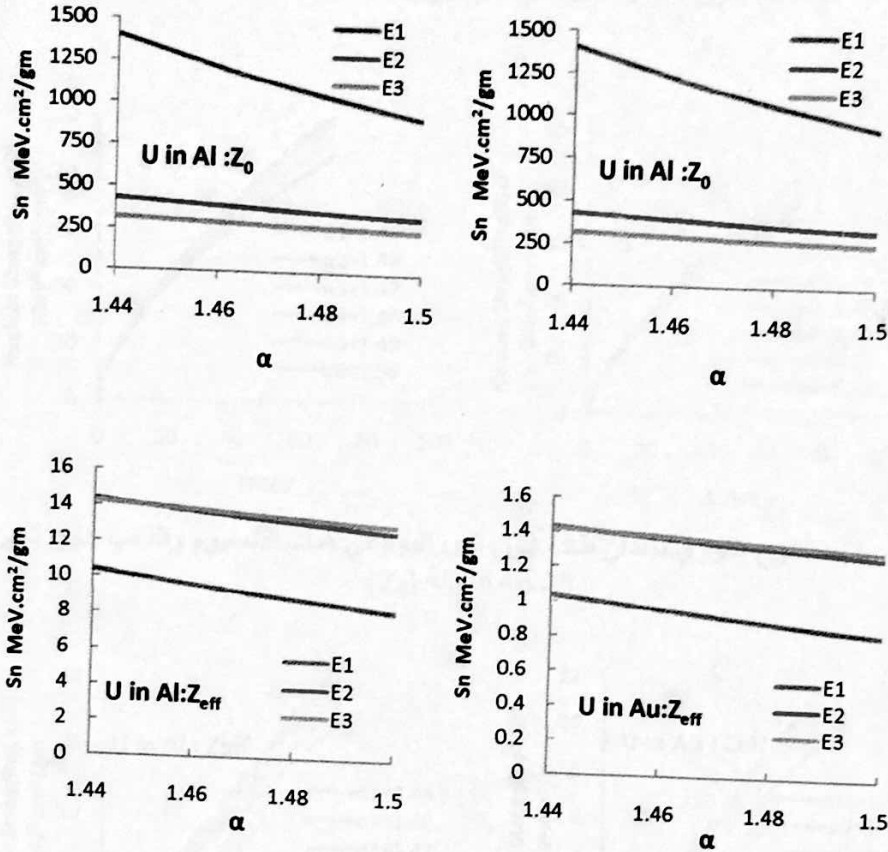 1500
1250
1000
750
500
250
0
Sn MeV.cm²/gm
E1
E2
E3
U in Al :Z₀
1.44
1.46
1.48
1.5
α
1500
1250
1000
750
500
250
0
Sn MeV.cm²/gm
E1
E2
E3
U in Al :Z₀
1.44
1.46
1.48
1.5
α
16
14
12
10
8
6
4
2
0
Sn MeV.cm²/gm
E1
E2
E3
U in Al:Zeff
1.44
1.46
1.48
1.5
α
1.6
1.4
1.2
1
0.8
0.6
0.4
0.2
0
Sn MeV.cm²/gm
E1
E2
E3
U in Au:Zeff
1.44
1.46
1.48
1.5
α